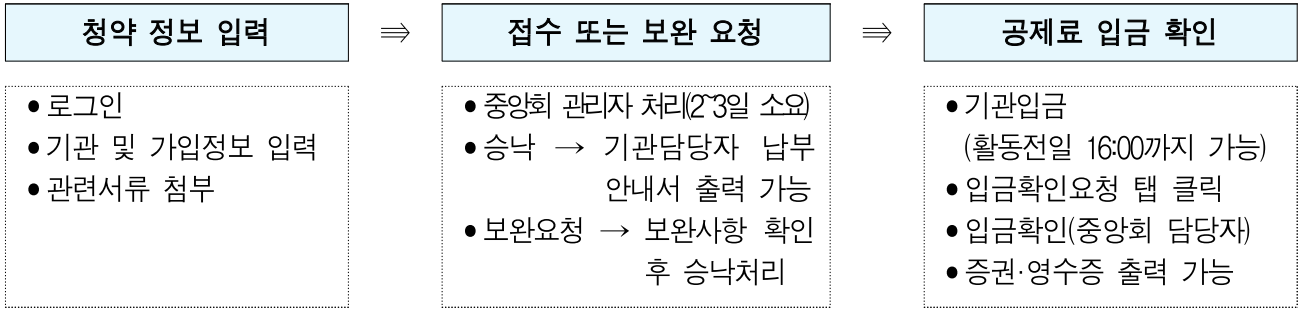 청약 정보 입력 ⇛ 접수 또는 보완 요청 ⇛ 공제료 입금 확인
• 로그인
• 기관 및 가입정보 입력
• 관련서류 첨부
• 중앙회 관리자 처리(2~3일 소요)
• 승낙 → 기관담당자 납부
안내서 출력 가능
• 보완요청 → 보완사항 확인
후 승낙처리
• 기관입금
(활동전일 16:00까지 가능)
• 입금확인요청 탭 클릭
• 입금확인(중앙회 담당자)
• 증권·영수증 출력 가능